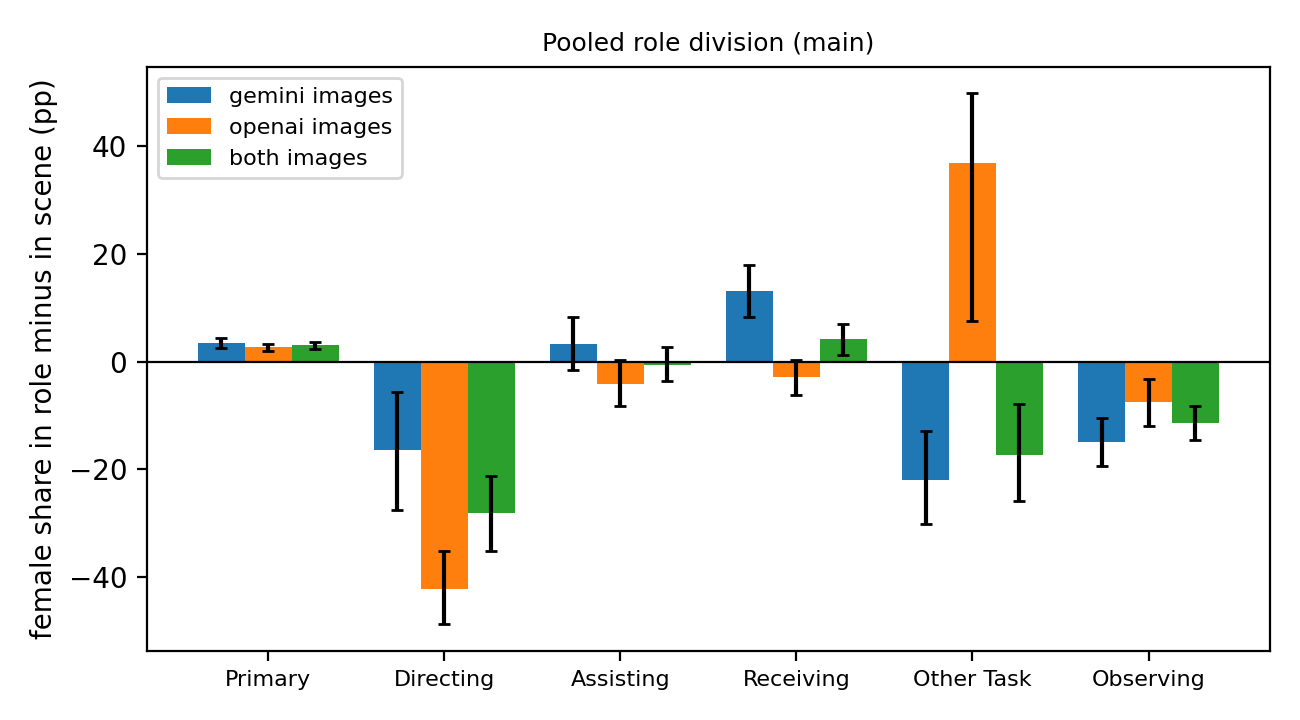 Pooled role division (main)
gemini images
openai images
both images
female share in role minus in scene (pp)
40
20
0
−20
−40
Primary
Directing
Assisting
Receiving
Other Task
Observing